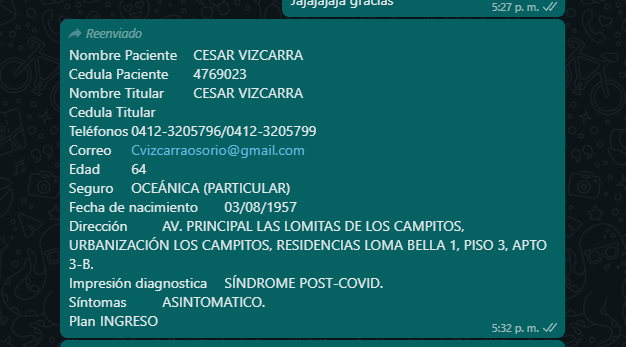 Jajajajaja gracias
5:27 p. m.
Reenviado
Nombre Paciente CESAR VIZCARRA
Cedula Paciente 4769023
Nombre Titular CESAR VIZCARRA
Cedula Titular
Teléfonos 0412-3205796/0412-3205799
Correo Cvizcarraosorio@gmail.com
Edad 64
Seguro OCEÁNICA (PARTICULAR)
Fecha de nacimiento 03/08/1957
Dirección AV. PRINCIPAL LAS LOMITAS DE LOS CAMPITOS,
URBANIZACIÓN LOS CAMPITOS, RESIDENCIAS LOMA BELLA 1, PISO 3, APTO
3-B.
Impresión diagnostica SÍNDROME POST-COVID.
Síntomas ASINTOMATICO.
Plan INGRESO
5:32 p. m.